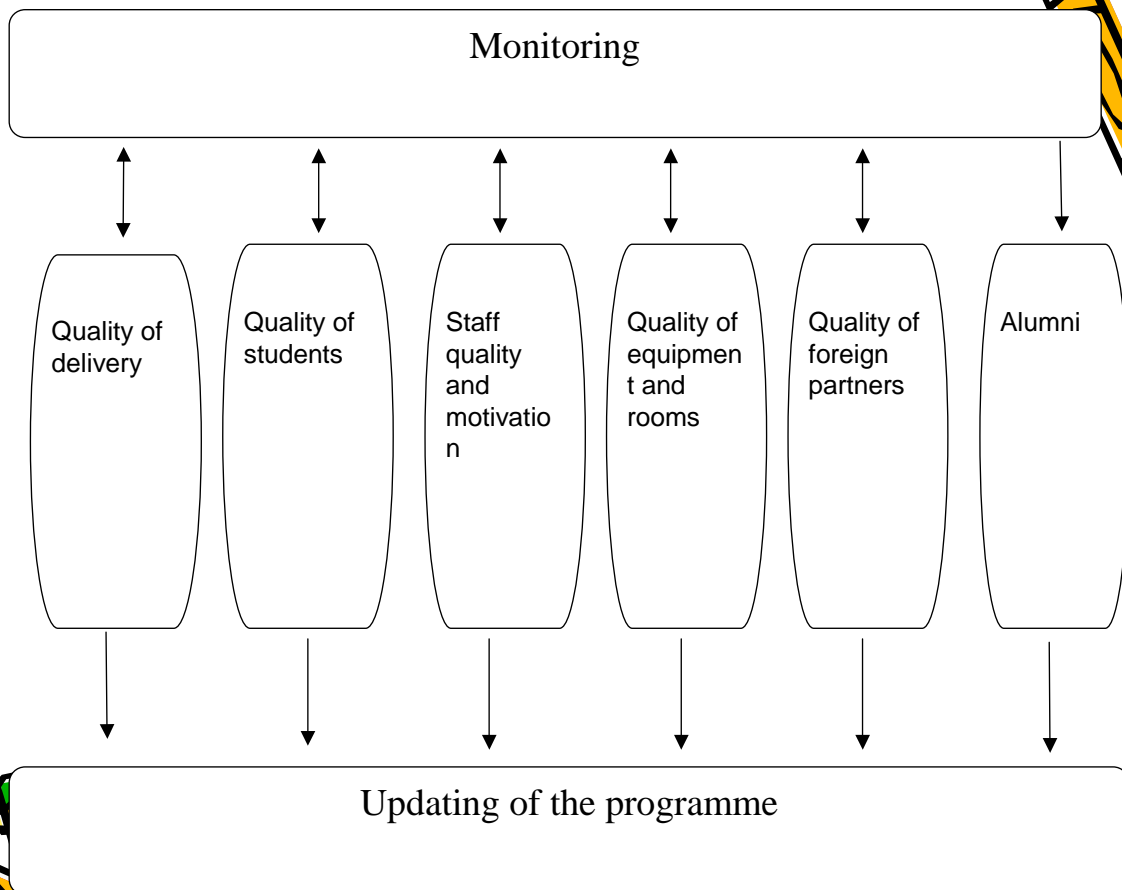 Monitoring
Quality of
delivery
Quality of
students
Staff
quality
and
motivatio
n
Quality of
equipmen
t and
rooms
Quality of
foreign
partners
Alumni
Updating of the programme